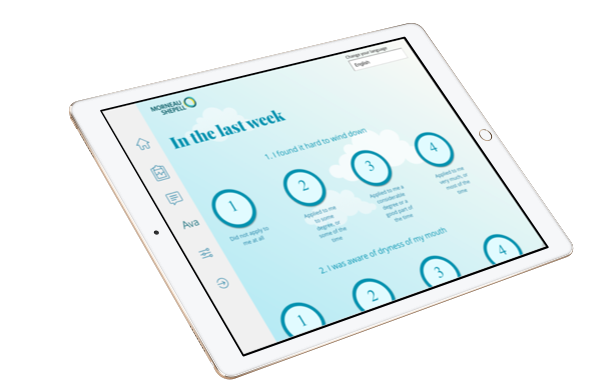 Change your language
English
MORNEAU
SHEPELL
In the last week
1. I found it hard to wind down
1
2
3
4
Did not apply to
me at all
Applied to me
to some
degree, or
some of the
time
Applied to me a
considerable
degree or a
good part of
the time
Applied to me
very much, or
most of the
time
Ava
2. I was aware of dryness of my mouth
1
2
3
4